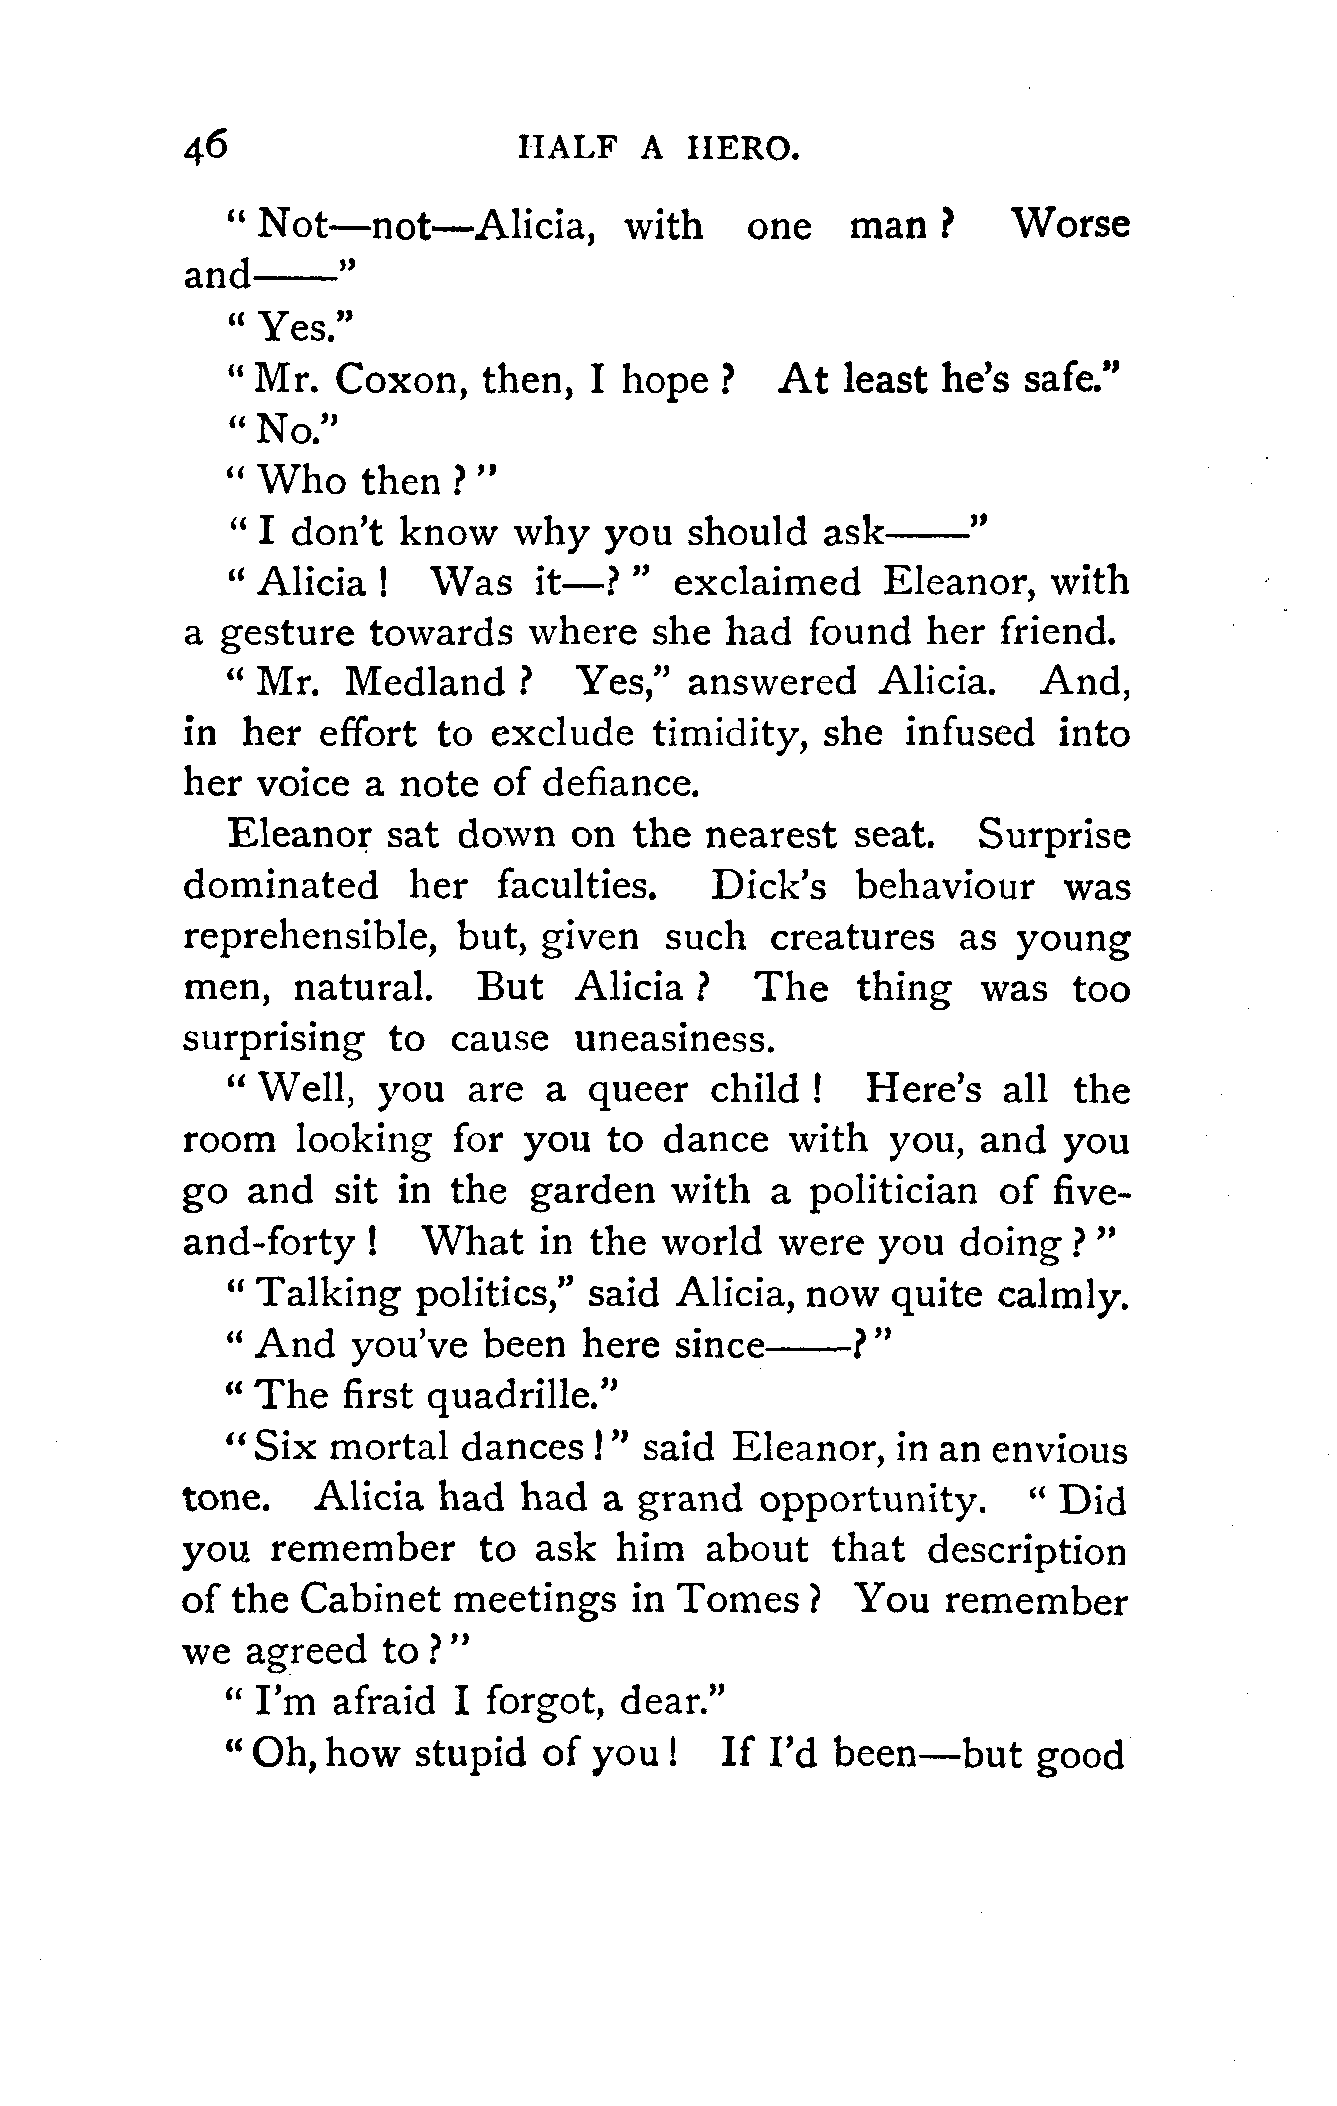 46 HALF A HERO.
“ Not—not—Alicia, with one man ? Worse
and——”
“ Yes.”
“ Mr. Coxon, then, I hope ? At least he’s safe.”
“ No.”
“ Who then ? ”
“ I don’t know why you should ask——”
“ Alicia ! Was it—? ” exclaimed Eleanor, with
a gesture towards where she had found her friend.
“ Mr. Medland ? Yes,” answered Alicia. And,
in her effort to exclude timidity, she infused into
her voice a note of defiance.
Eleanor sat down on the nearest seat. Surprise
dominated her faculties. Dick’s behaviour was
reprehensible, but, given such creatures as young
men, natural. But Alicia ? The thing was too
surprising to cause uneasiness.
“ Well, you are a queer child ! Here’s all the
room looking for you to dance with you, and you
go and sit in the garden with a politician of five-
and-forty ! What in the world were you doing ? ”
“ Talking politics,” said Alicia, now quite calmly.
“ And you’ve been here since——? ”
“ The first quadrille.”
“ Six mortal dances ! ” said Eleanor, in an envious
tone. Alicia had had a grand opportunity. “ Did
you remember to ask him about that description
of the Cabinet meetings in Tomes ? You remember
we agreed to ? ”
“ I’m afraid I forgot, dear.”
“ Oh, how stupid of you ! If I’d been—but good